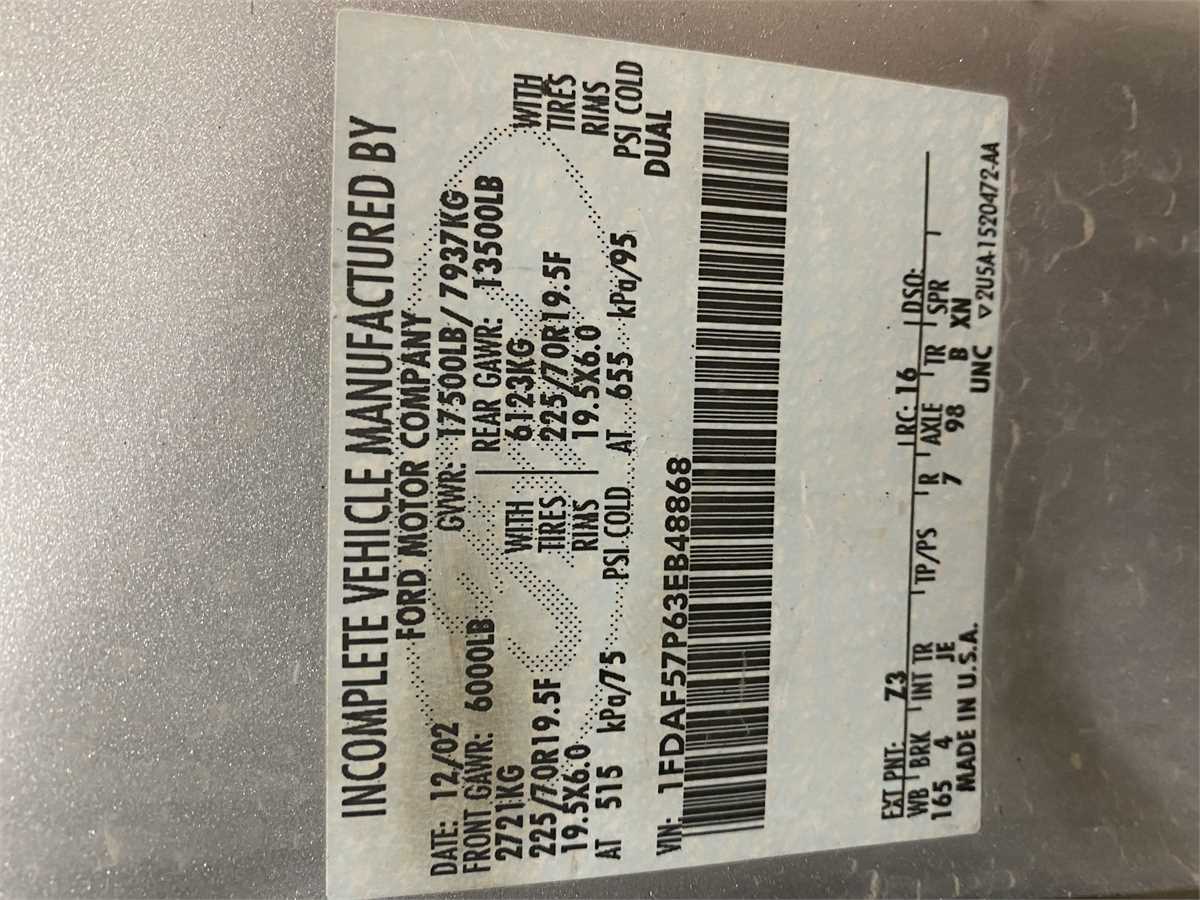 INCOMPLETE VEHICLE MANUFACTURED BY
FORD MOTOR COMPANY
DATE: 12/02 GVWR: 17500LB/ 7937KG
FRONT GAWR: 6000LB REAR GAWR: 13500LB
2721KG WITH 6123KG WITH
225/70R19.5F TIRES 225/70R19.5F TIRES
19.5X6.0 RIMS 19.5X6.0 RIMS
AT 515 kPa/75 PSI COLD AT 655 kPa/95 PSI COLD
DUAL
VIN: 1FDAF57P63EB48868
EXT PNT: Z3 RC: 16 DSO:
WB BRK INT TR TP/PS R AXLE TR SPR
165 4 JE 7 98 B XN
MADE IN U.S.A. UNC ▽2U5A-1520472-AA